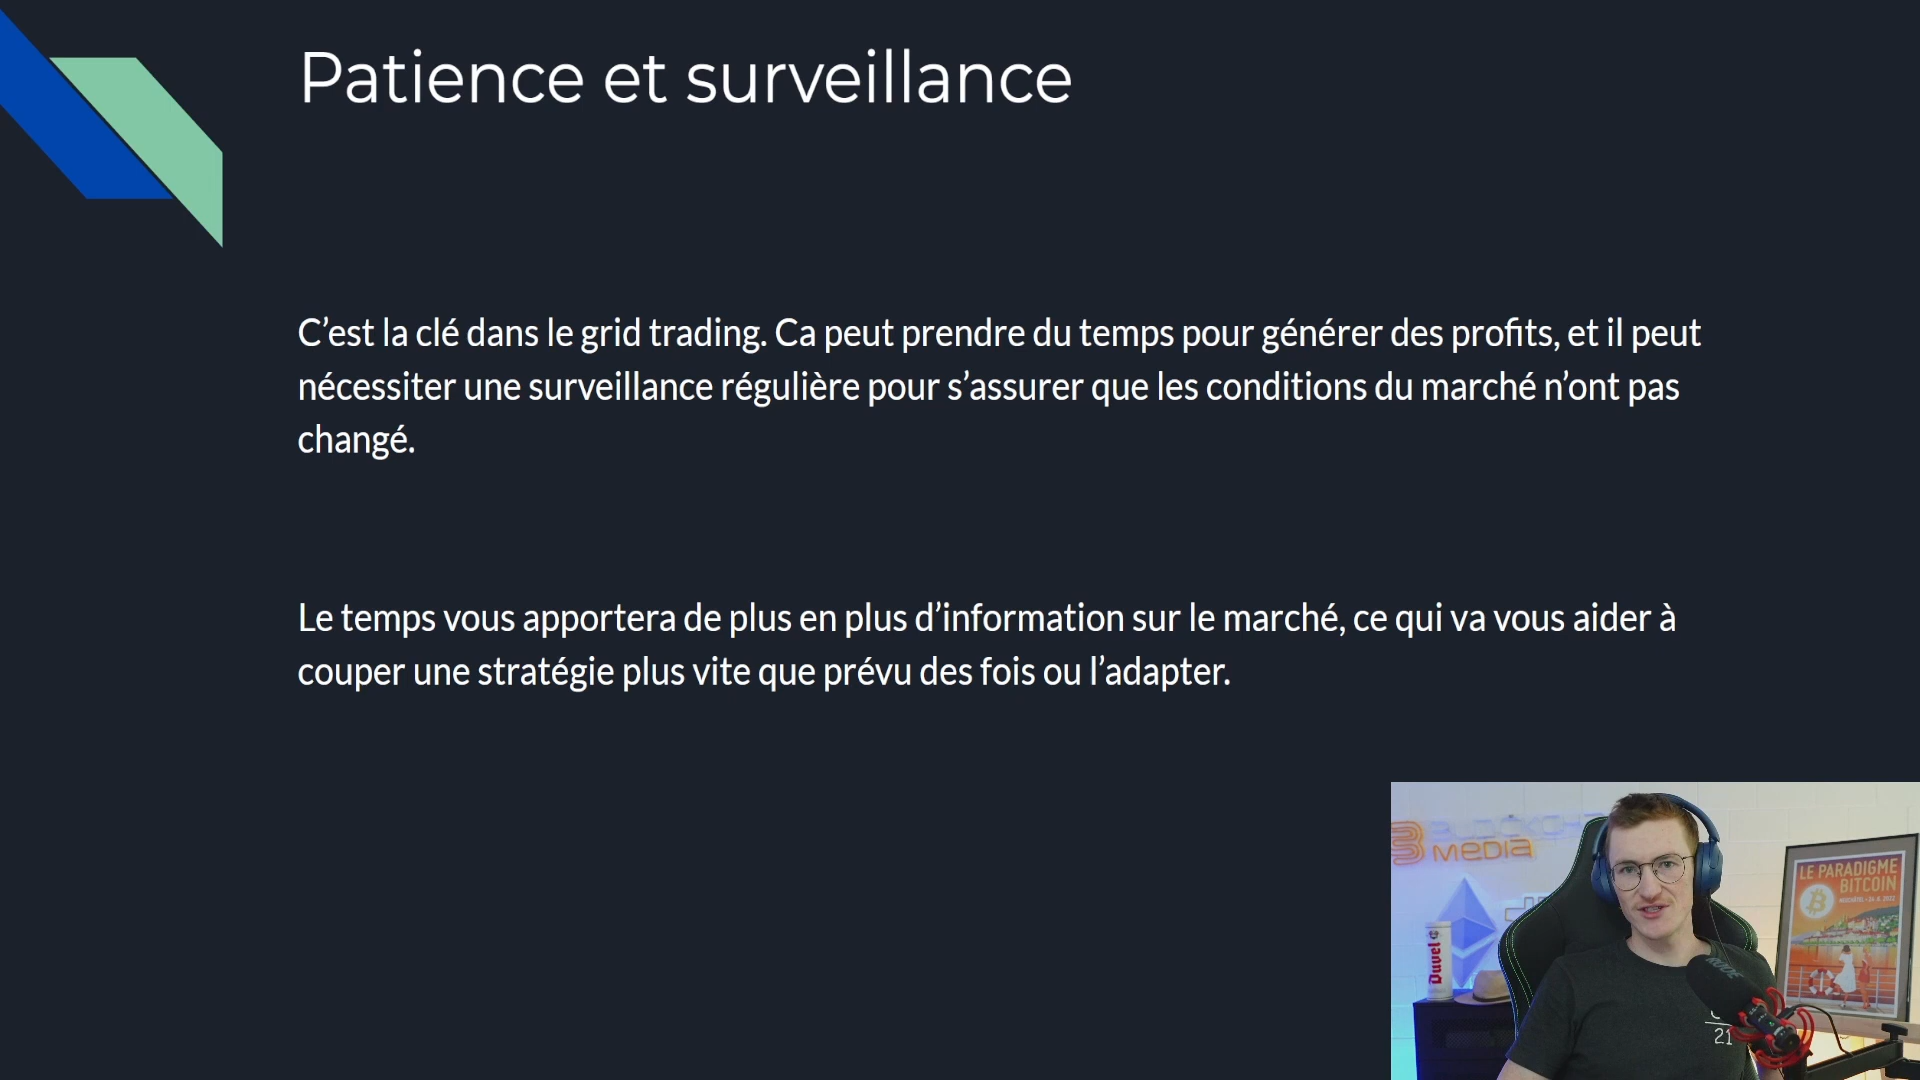 Patience et surveillance
C’est la clé dans le grid trading. Ca peut prendre du temps pour générer des profits, et il peut
nécessiter une surveillance régulière pour s’assurer que les conditions du marché n’ont pas
changé.
Le temps vous apportera de plus en plus d’information sur le marché, ce qui va vous aider à
couper une stratégie plus vite que prévu des fois ou l’adapter.
MEDIA
LE PARADIGME
BITCOIN
Duvel
RODE
21